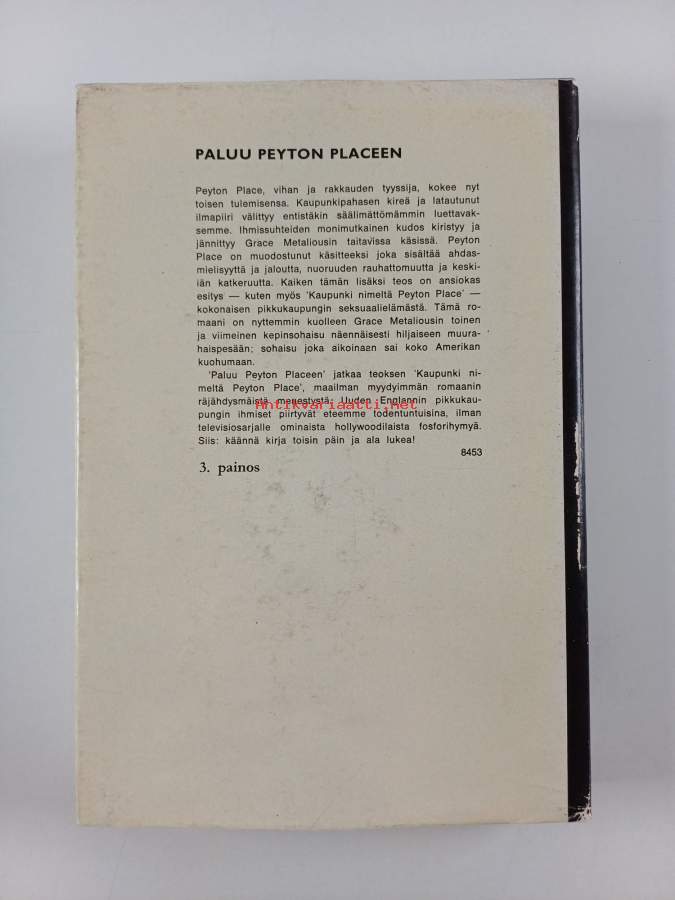 PALUU PEYTON PLACEEN
Peyton Place, vihan ja rakkauden tyyssija, kokee nyt
toisen tulemisensa. Kaupunkipahasen kireä ja latautunut
ilmapiiri välittyy entistäkin säälimättömämmin luettavak-
semme. Ihmissuhteiden monimutkainen kudos kiristyy ja
jännittyy Grace Metaliousin taitavissa käsissä. Peyton
Place on muodostunut käsitteeksi joka sisältää ahdas-
mielisyyttä ja jaloutta, nuoruuden rauhattomuutta ja keski-
iän katkeruutta. Kaiken tämän lisäksi teos on ansiokas
esitys — kuten myös 'Kaupunki nimeltä Peyton Place' —
kokonaisen pikkukaupungin seksuaalielämästä. Tämä ro-
maani on nyttemmin kuolleen Grace Metaliousin toinen
ja viimeinen kepinsohaisu näennäisesti hiljaiseen muura-
haispesään; sohaisu joka aikoinaan sai koko Amerikan
kuohumaan.
'Paluu Peyton Placeen' jatkaa teoksen 'Kaupunki ni-
meltä Peyton Place', maailman myydyimmän romaanin
räjähdysmäistä menestystä. Uuden Englannin pikkukau-
Antikvariaatti.net
pungin ihmiset piirtyvät eteemme todentuntuisina, ilman
televisiosarjalle ominaista hollywoodilaista fosforihymyä.
Siis: käännä kirja toisin päin ja ala lukea!
8453
3. painos